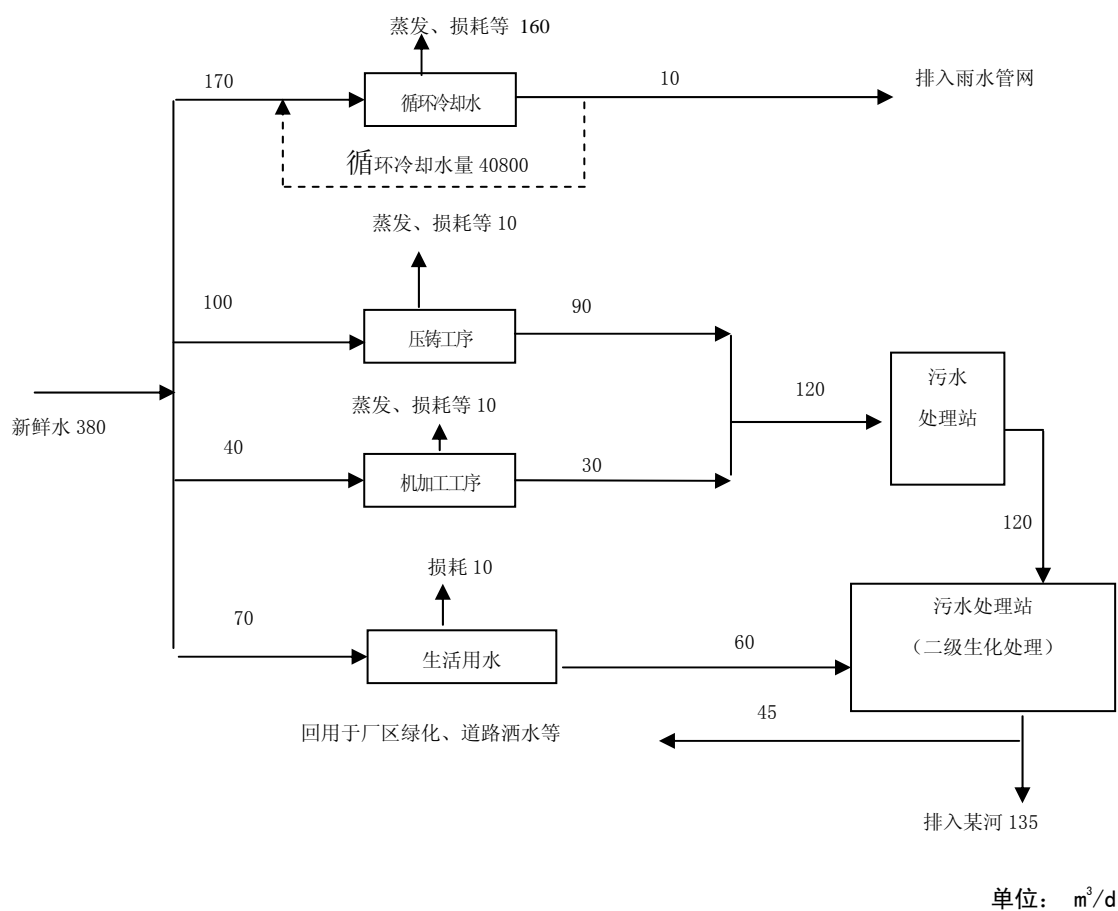 蒸发、损耗等 160
170
循环冷却水
10
排入雨水管网
循环冷却水量 40800
蒸发、损耗等 10
100
压铸工序
90
新鲜水 380
蒸发、损耗等 10
120
污水
处理站
40
机加工工序
30
120
损耗 10
70
生活用水
60
污水处理站
（二级生化处理）
45
回用于厂区绿化、道路洒水等
排入某河 135
单位： m³/d